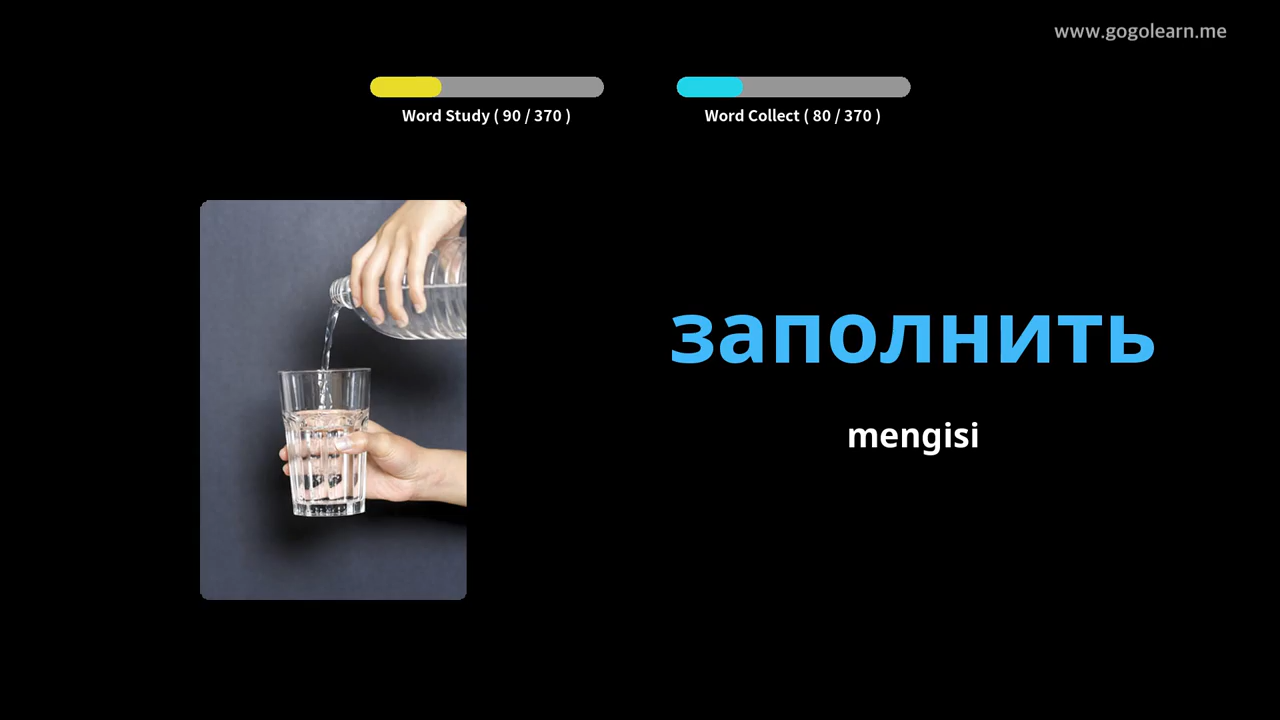 www.gogolearn.me
Word Study ( 90 / 370 )
Word Collect ( 80 / 370 )
заполнить
mengisi